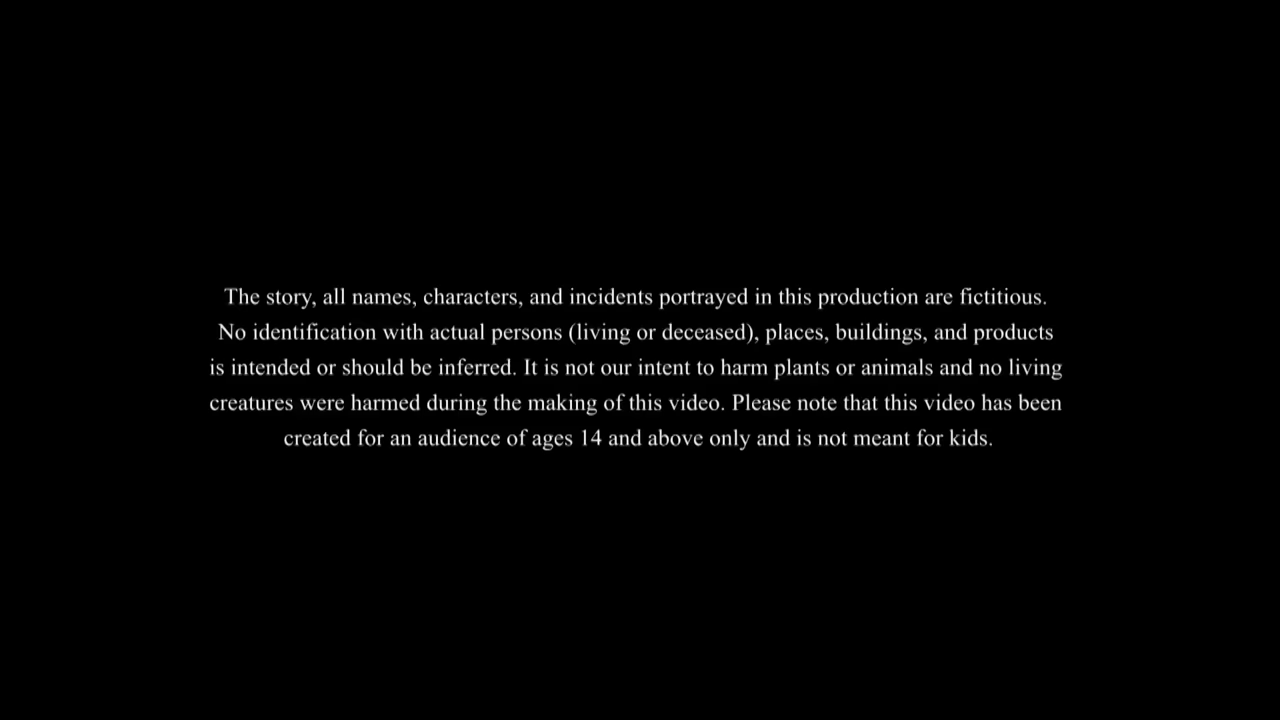 The story, all names, characters, and incidents portrayed in this production are fictitious.
No identification with actual persons (living or deceased), places, buildings, and products
is intended or should be inferred. It is not our intent to harm plants or animals and no living
creatures were harmed during the making of this video. Please note that this video has been
created for an audience of ages 14 and above only and is not meant for kids.